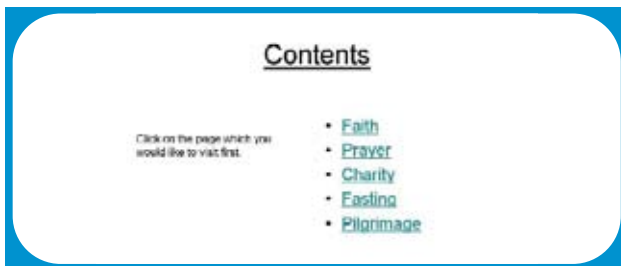 Contents
Click on the page which you
would like to visit first.
• Faith
• Prayer
• Charity
• Fasting
• Pilgrimage